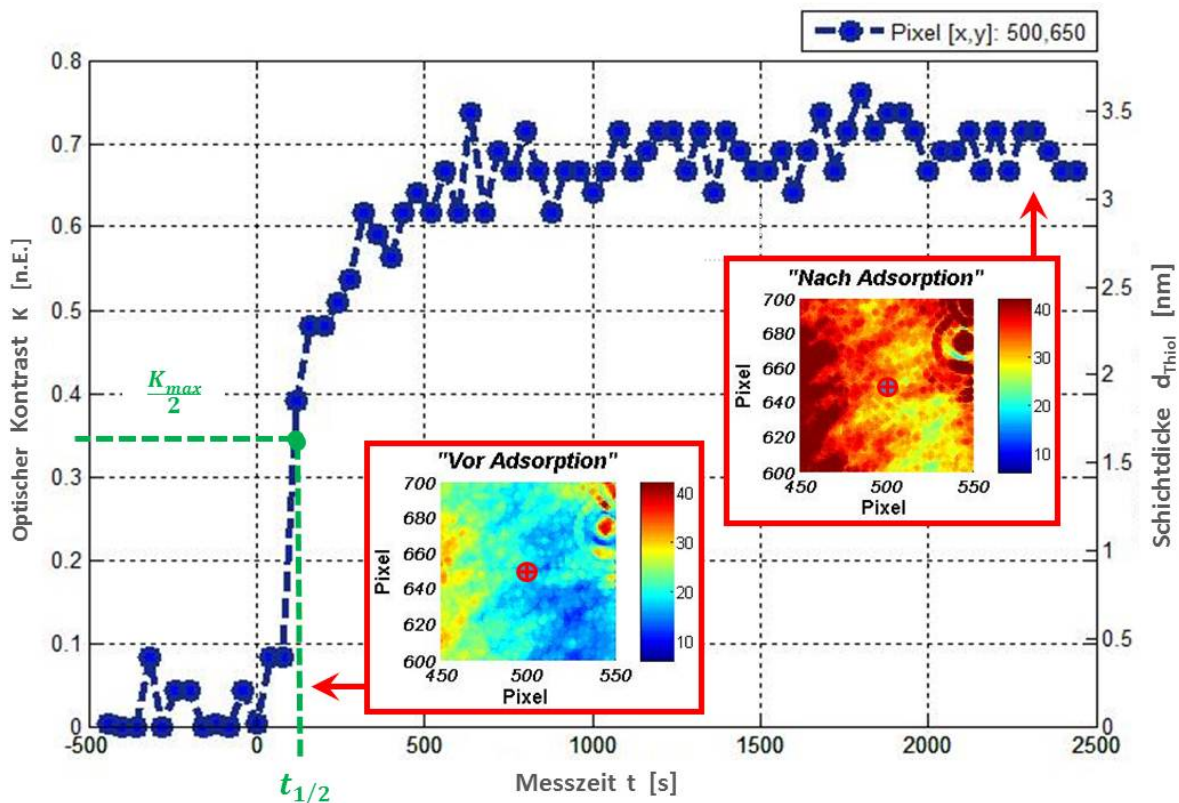 Pixel [x,y]: 500,650
0.8
0.7
0.6
0.5
0.4
0.3
0.2
0.1
0
Optischer Kontrast K [n.E.]
3.5
3
2.5
2
1.5
1
0.5
0
Schichtdicke d_Thiol [nm]
K_max
2
"Nach Adsorption"
700
680
660
640
620
600
Pixel
450 500 550
Pixel
40
30
20
10
"Vor Adsorption"
700
680
660
640
620
600
Pixel
450 500 550
Pixel
40
30
20
10
-500 0 500 1000 1500 2000 2500
t_1/2
Messzeit t [s]